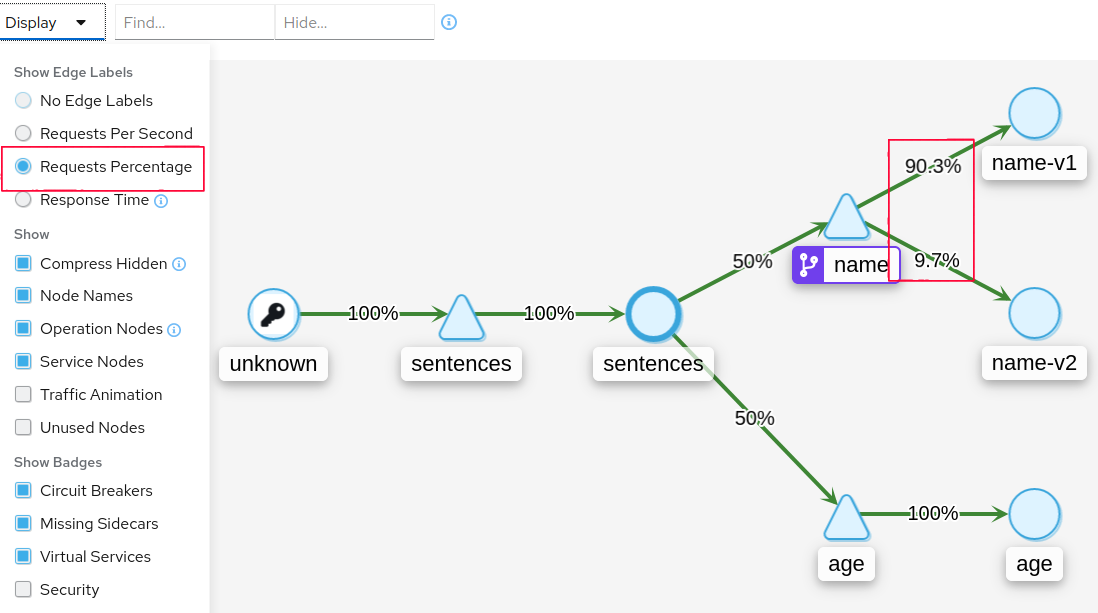 Display
Find...
Hide...
Show Edge Labels
No Edge Labels
Requests Per Second
Requests Percentage
Response Time
Show
Compress Hidden
Node Names
Operation Nodes
Service Nodes
Traffic Animation
Unused Nodes
Show Badges
Circuit Breakers
Missing Sidecars
Virtual Services
Security
90.3%
name-v1
50%
name
9.7%
100%
100%
unknown
sentences
sentences
name-v2
50%
100%
age
age